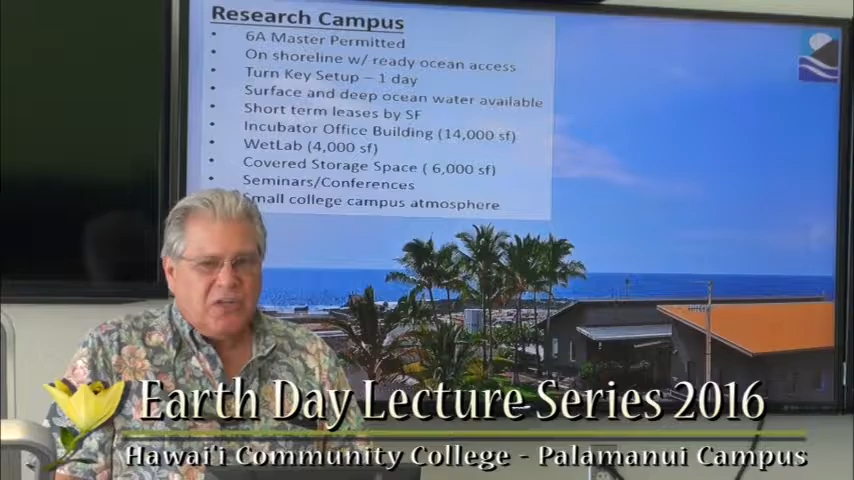 Research Campus
• 6A Master Permitted
• On shoreline w/ ready ocean access
• Turn Key Setup – 1 day
• Surface and deep ocean water available
• Short term leases by SF
• Incubator Office Building (14,000 sf)
• WetLab (4,000 sf)
• Covered Storage Space ( 6,000 sf)
• Seminars/Conferences
Small college campus atmosphere
Earth Day Lecture Series 2016
Hawai'i Community College - Palamanui Campus